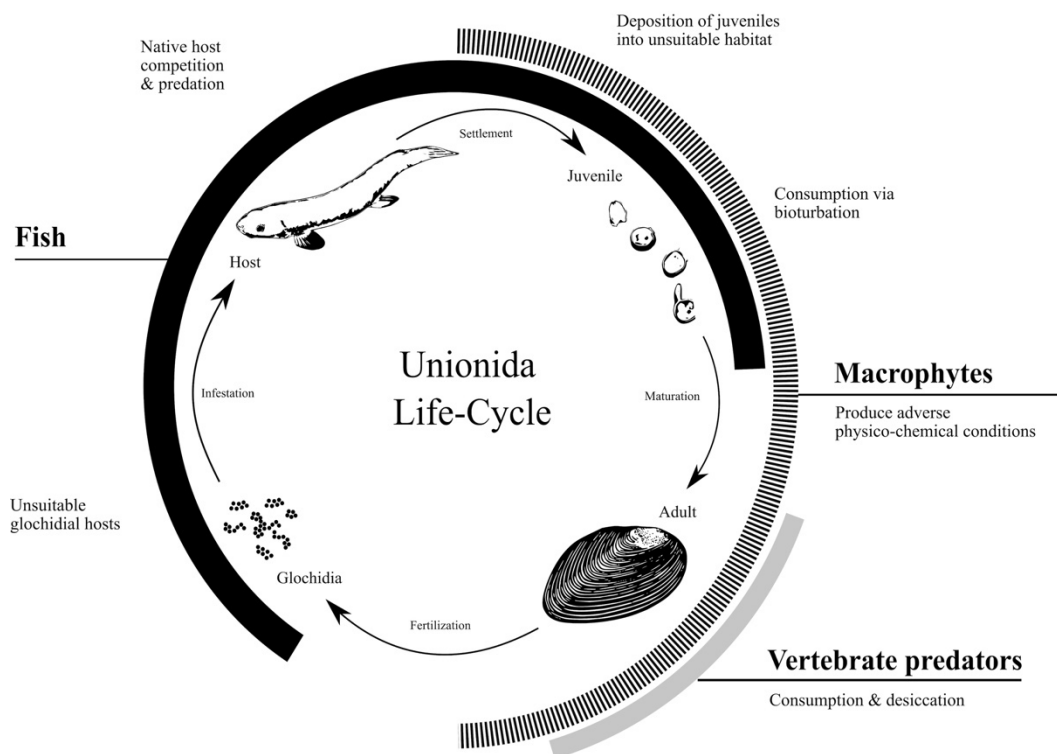 Deposition of juveniles
into unsuitable habitat
Native host
competition
& predation
Settlement
Juvenile
Consumption via
bioturbation
Fish
Host
Unionida
Life-Cycle
Infestation
Maturation
Macrophytes
Produce adverse
physico-chemical conditions
Unsuitable
glochidial hosts
Adult
Glochidia
Fertilization
Vertebrate predators
Consumption & desiccation